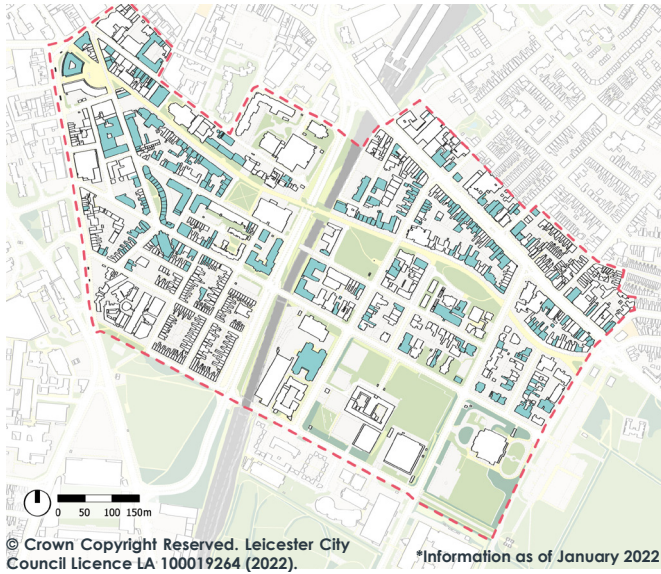 0 50 100 150m
© Crown Copyright Reserved. Leicester City
Council Licence LA 100019264 (2022).
*Information as of January 2022